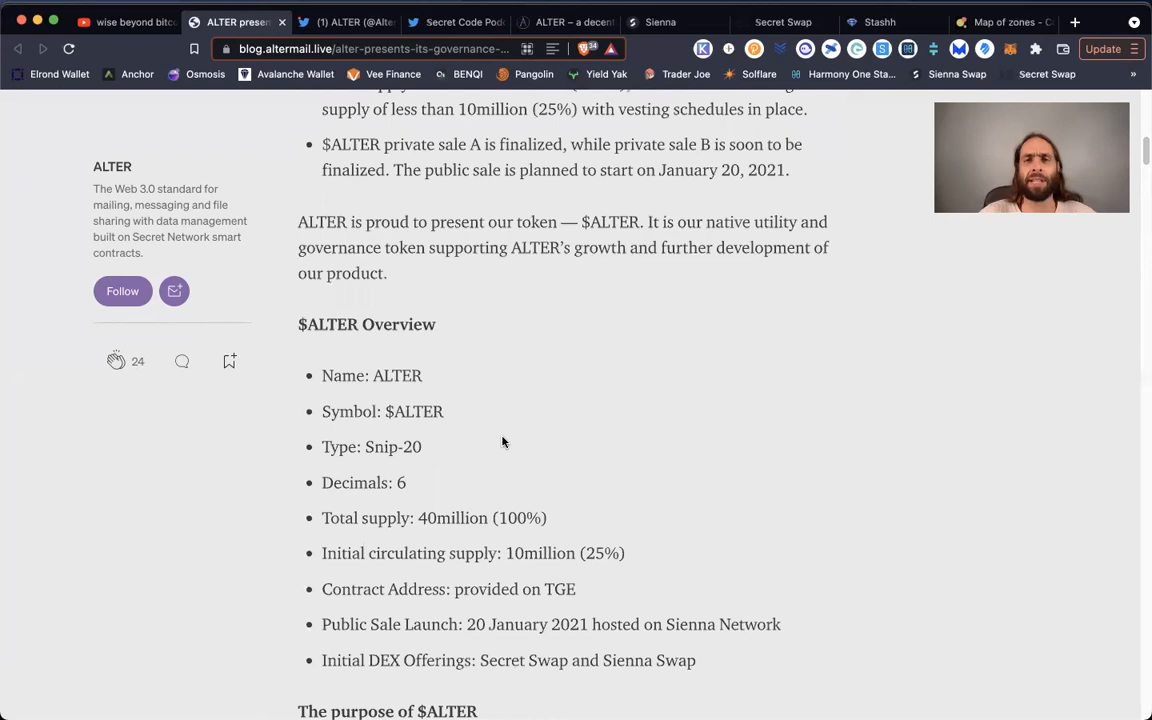 wise beyond bitco
ALTER presen
(1) ALTER (@Alter
Secret Code Pod
ALTER – a decent
Sienna
Secret Swap
Stashh
Map of zones - C
blog.altermail.live/alter-presents-its-governance-...
34
Update
Elrond Wallet
Anchor
Osmosis
Avalanche Wallet
Vee Finance
BENQI
Pangolin
Yield Yak
Trader Joe
Solflare
Harmony One Sta...
Sienna Swap
Secret Swap
»
supply of less than 10million (25%) with vesting schedules in place.
• $ALTER private sale A is finalized, while private sale B is soon to be
finalized. The public sale is planned to start on January 20, 2021.
ALTER
The Web 3.0 standard for
mailing, messaging and file
sharing with data management
built on Secret Network smart
contracts.
Follow
24
ALTER is proud to present our token — $ALTER. It is our native utility and
governance token supporting ALTER’s growth and further development of
our product.
$ALTER Overview
• Name: ALTER
• Symbol: $ALTER
• Type: Snip-20
• Decimals: 6
• Total supply: 40million (100%)
• Initial circulating supply: 10million (25%)
• Contract Address: provided on TGE
• Public Sale Launch: 20 January 2021 hosted on Sienna Network
• Initial DEX Offerings: Secret Swap and Sienna Swap
The purpose of $ALTER